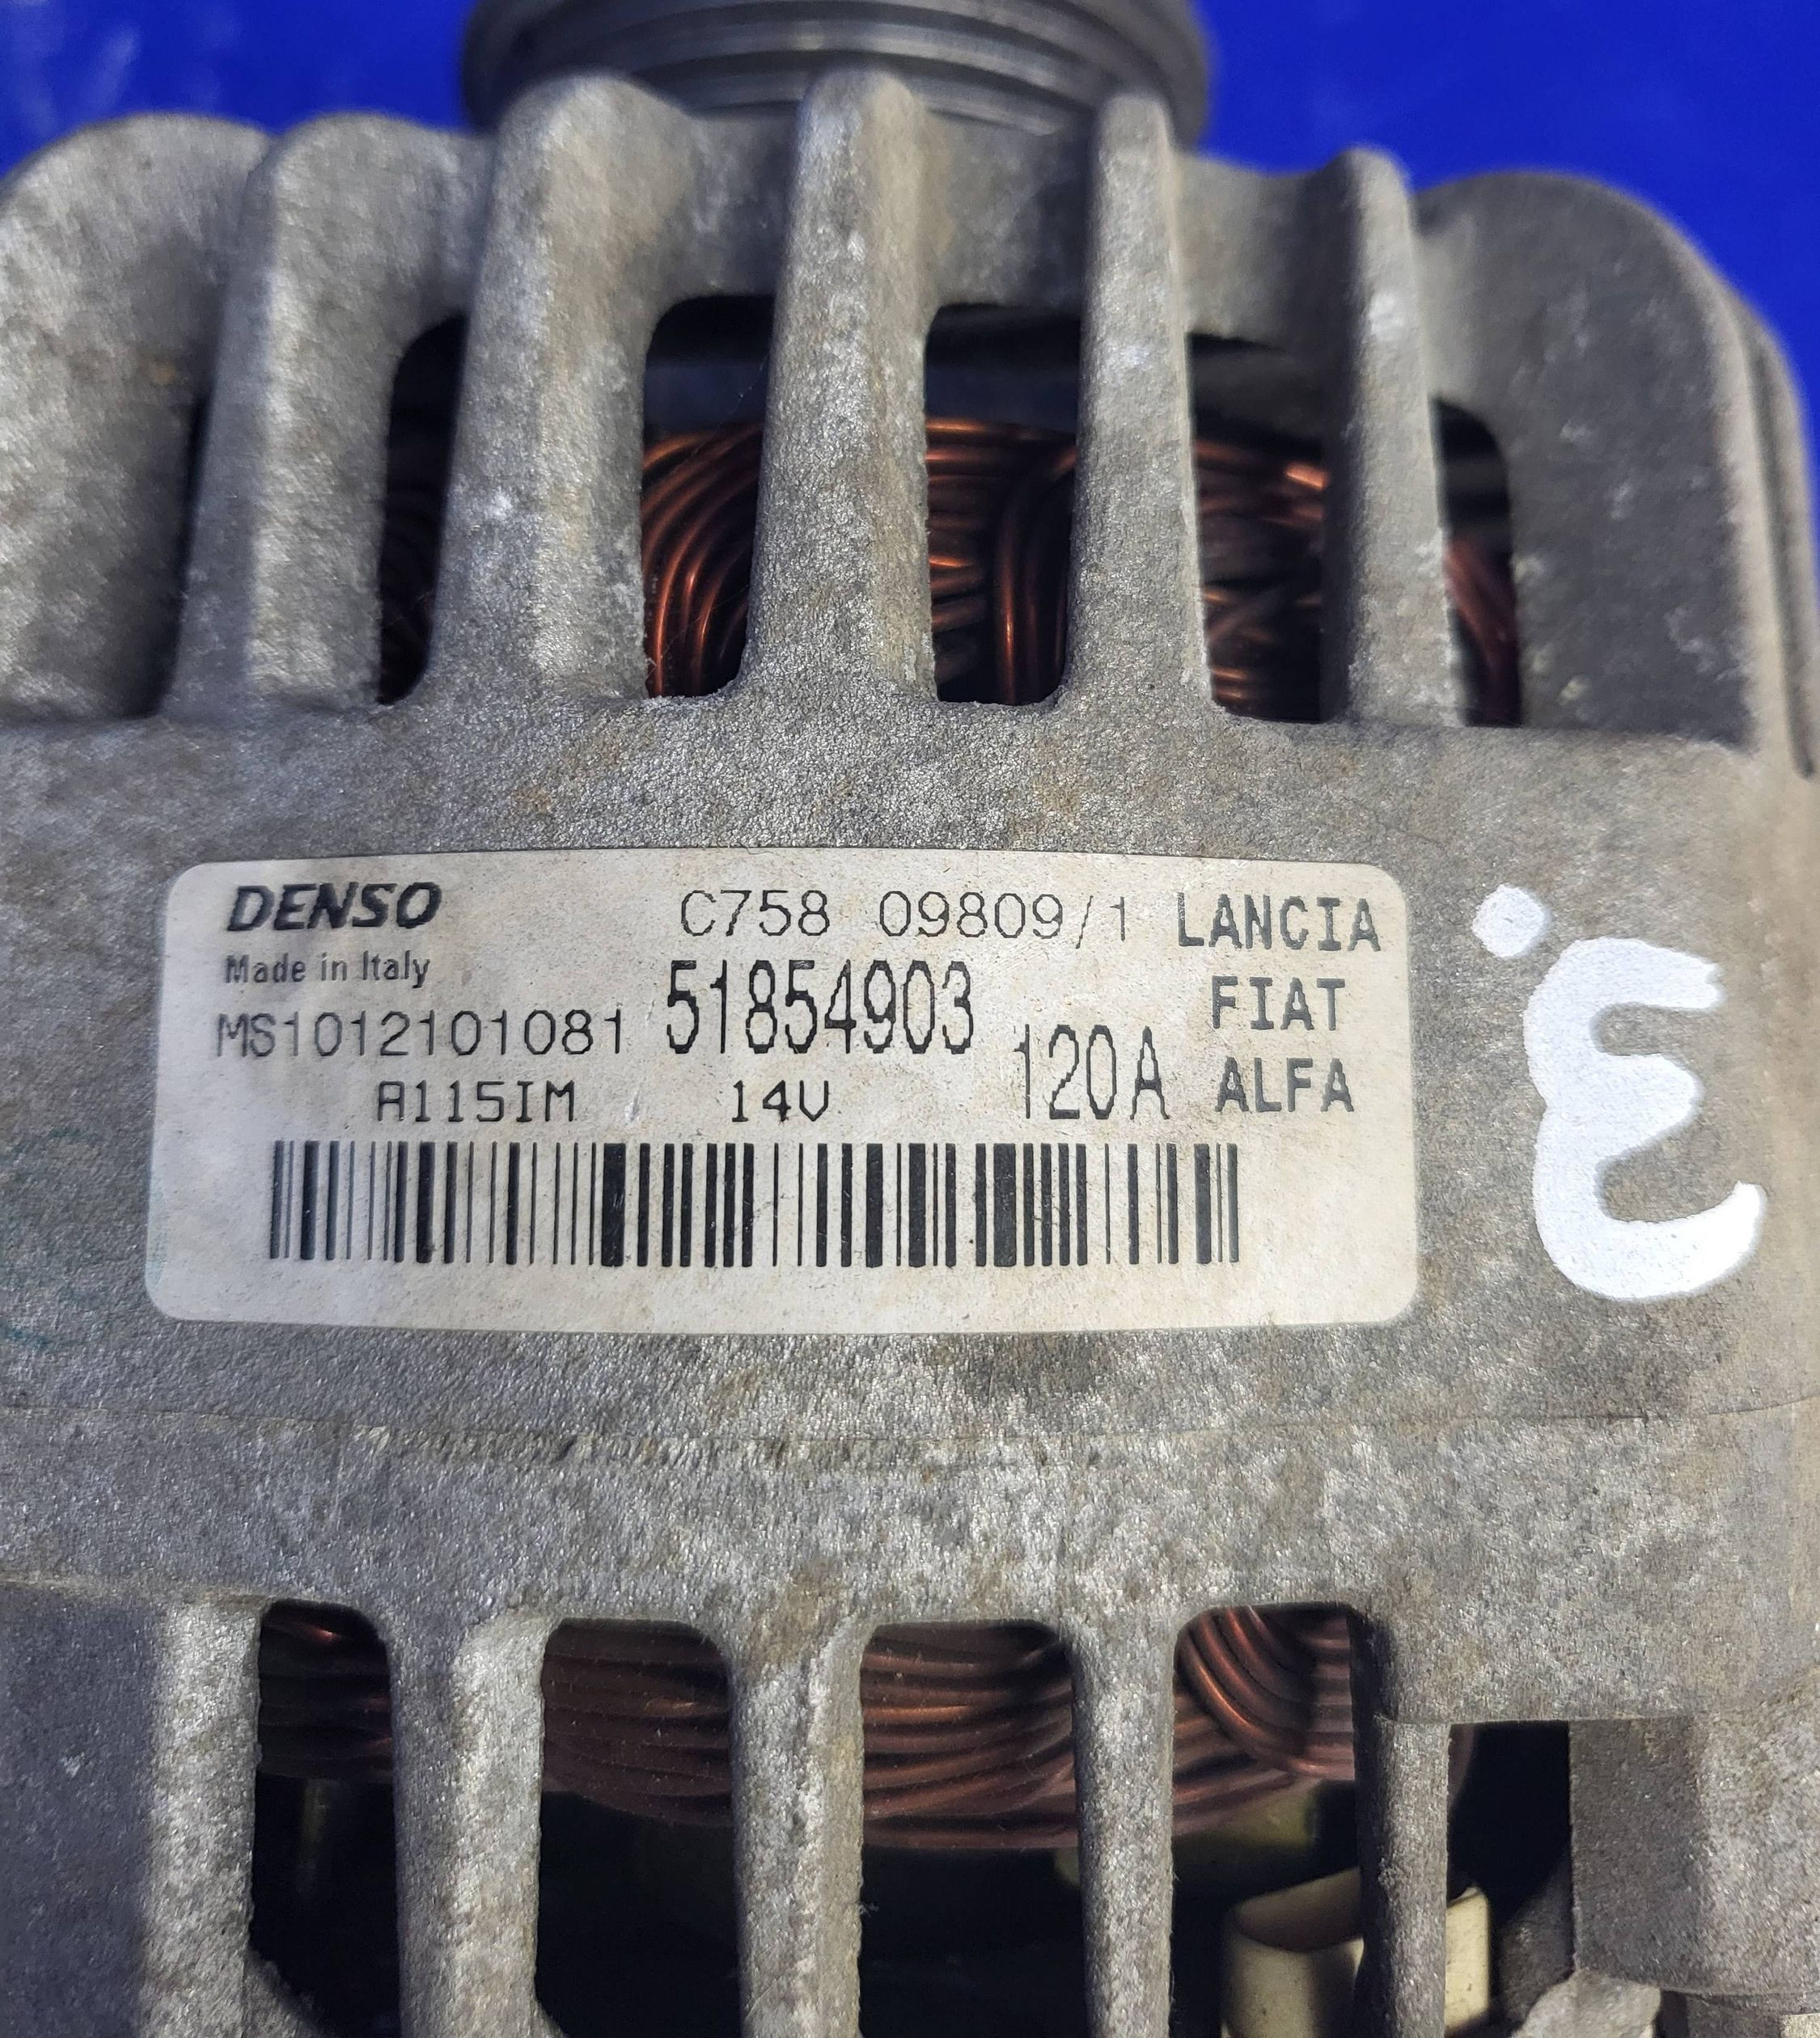 DENSO C758 09809/1 LANCIA
Made in Italy 51854903 FIAT
MS1012101081 120A ALFA
A115IM 14V